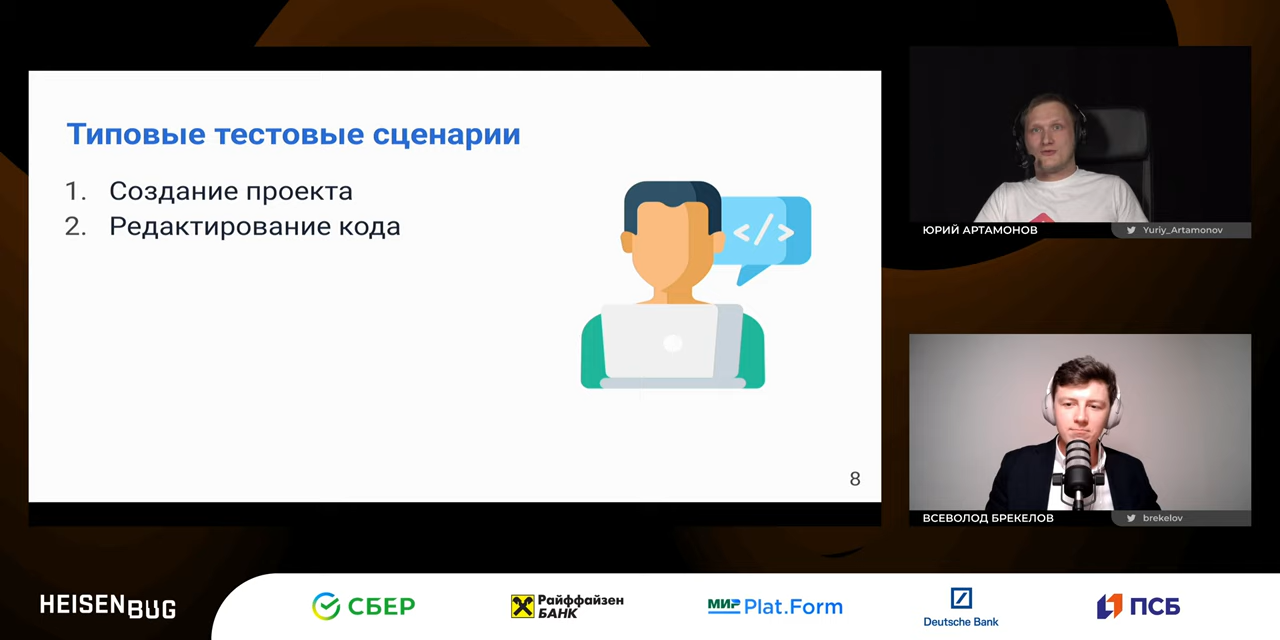 Типовые тестовые сценарии
1. Создание проекта
2. Редактирование кода
</>
8
ЮРИЙ АРТАМОНОВ
Yuriy_Artamonov
ВСЕВОЛОД БРЕКЕЛОВ
brekelov
HEISENBUG
СБЕР
Райффайзен
БАНК
МИР Plat.Form
Deutsche Bank
ПСБ